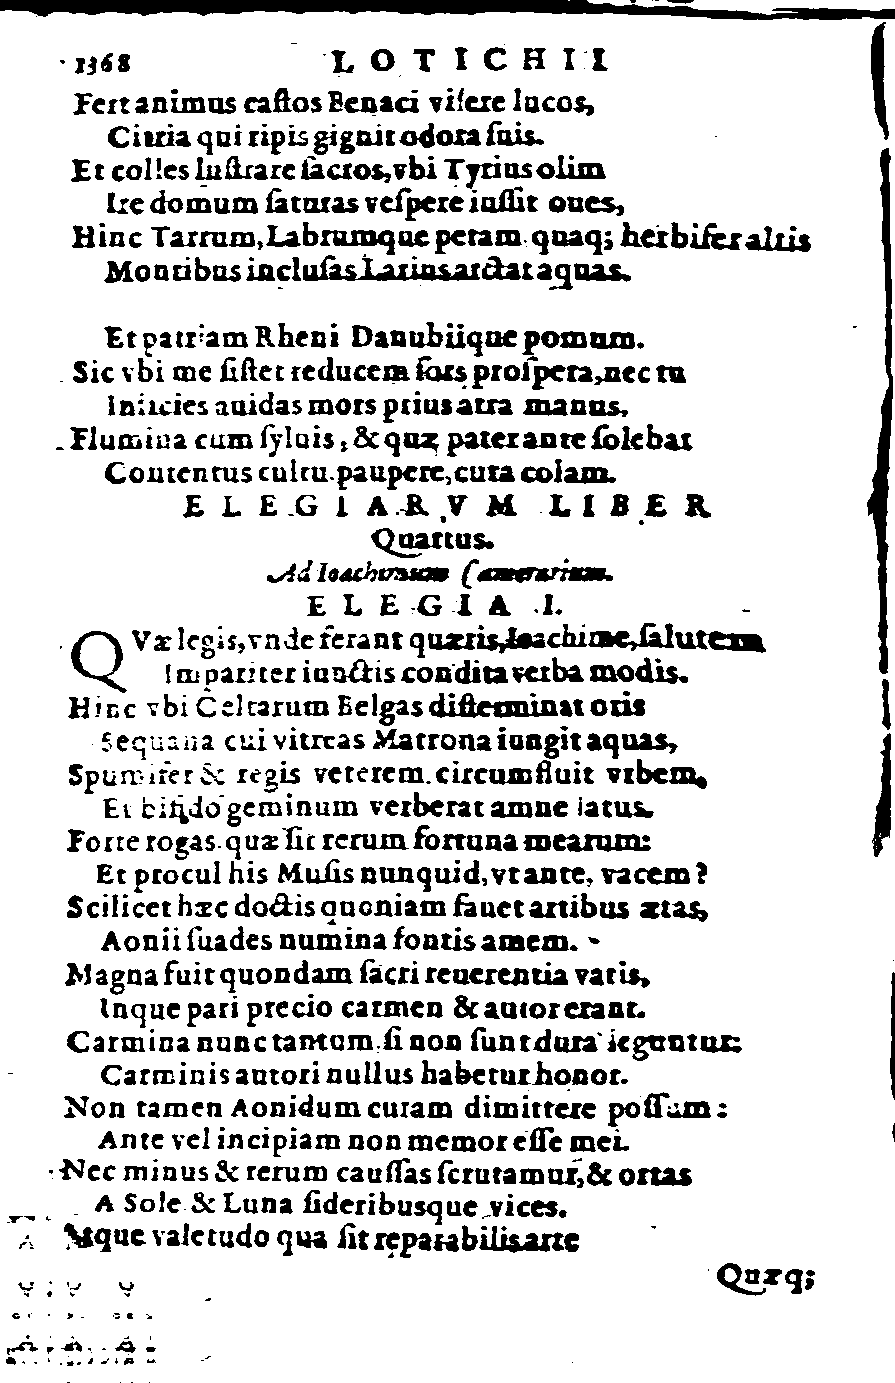 1368 LOTICHII
Fert animus castos Benaci visere lucos,
Citria qui ripis gignit odora suis.
Et colles lustrare sacros, vbi Tyrius olim
Ire domum saturas vespere iussit oues,
Hinc Tarrum, Labrumque petam quaq; herbifer altis
Montibus inclusas Larius arctat aquas.
Et patriam Rheni Danubiique pomum.
Sic vbi me sistet reducem sors prospera, nec tu
Iniicies auidas mors prius atra manus,
Flumina cum syluis, & quæ pater ante solebat
Contentus cultu paupere, cura colam.
ELEGIARVM LIBER
Quartus.
Ad Ioachimum Camerarium.
ELEGIA I.
QVæ legis, vnde ferant quæris, Ioachime, salutem
Impariter iunctis condita verba modis.
Hinc vbi Celtarum Belgas disterminat oris
Sequana cui vitreas Matrona iungit aquas,
Spumifer & regis veterem circumfluit vrbem,
Et bifido geminum verberat amne latus.
Forte rogas quæ sit rerum fortuna mearum:
Et procul his Musis nunquid, vt ante, vacem?
Scilicet hæc doctis quoniam fauet artibus ætas,
Aonii suades numina fontis amem.
Magna fuit quondam sacri reuerentia vatis,
Inque pari precio carmen & autor erant.
Carmina nunc tantum si non sunt dura leguntur:
Carminis autori nullus habetur honor.
Non tamen Aonidum curam dimittere possum:
Ante vel incipiam non memor esse mei.
Nec minus & rerum caussas scrutamur, & ortas
A Sole & Luna sideribusque vices.
Atque valetudo qua sit reparabilis arte
Quæq;